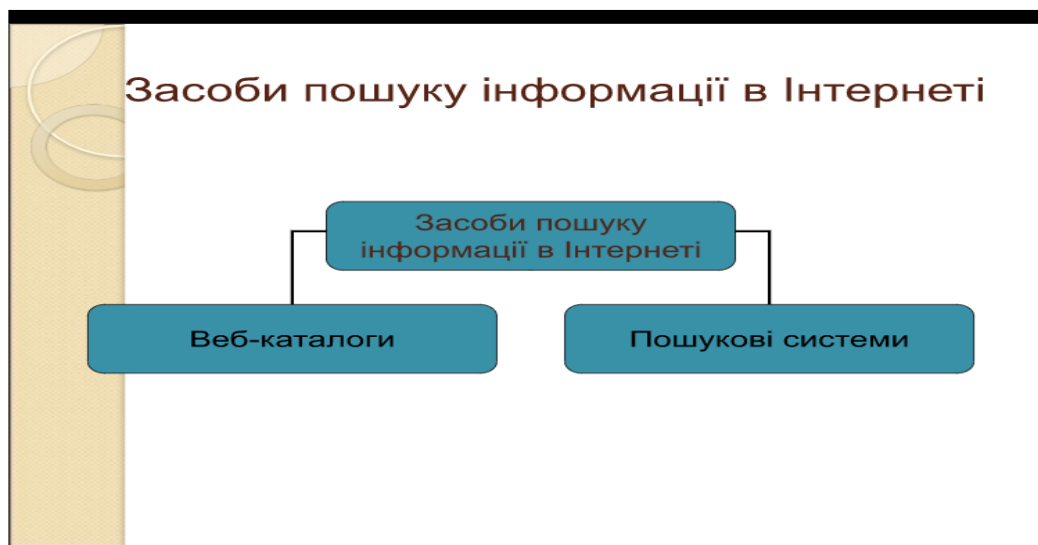 Засоби пошуку інформації в Інтернеті
Засоби пошуку
інформації в Інтернеті
Веб-каталоги
Пошукові системи